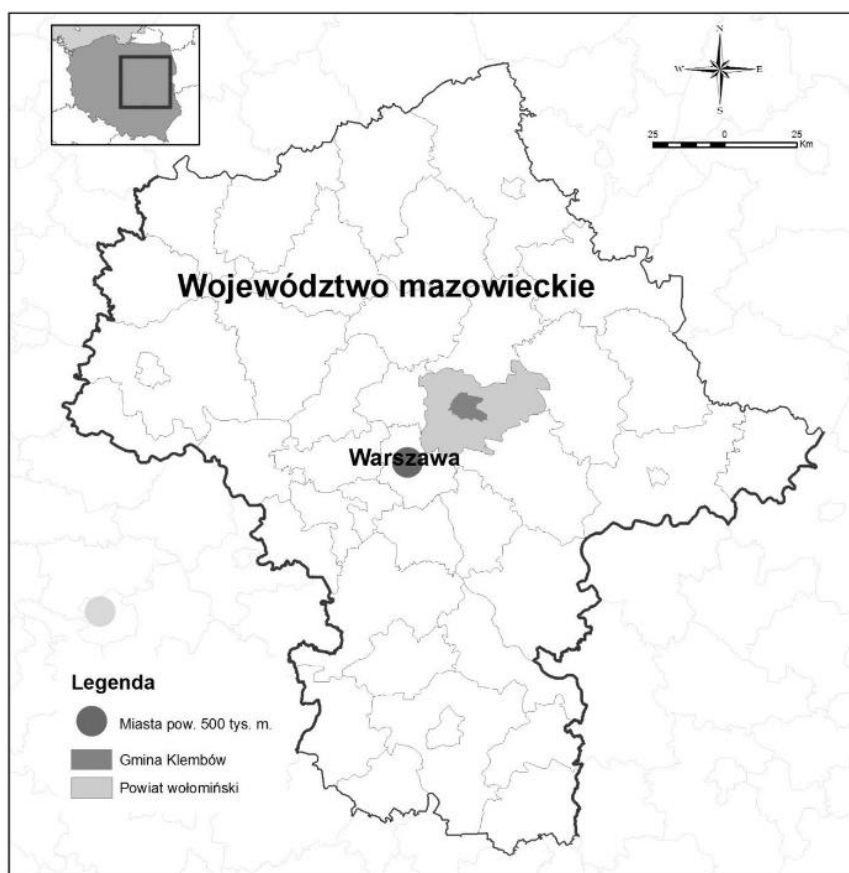 N
W E
S
25 0 25
Km
Województwo mazowieckie
Warszawa
Legenda
Miasta pow. 500 tys. m.
Gmina Klembów
Powiat wołomiński